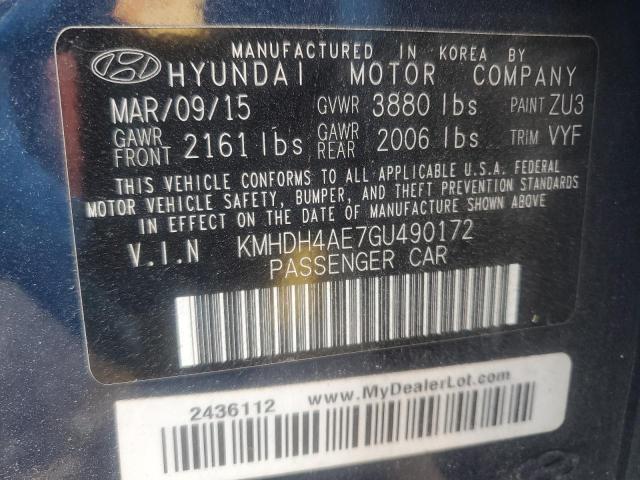 MANUFACTURED IN KOREA BY
HYUNDAI MOTOR COMPANY
MAR/09/15 GVWR 3880 lbs PAINT ZU3
GAWR FRONT 2161 lbs GAWR REAR 2006 lbs TRIM VYF
THIS VEHICLE CONFORMS TO ALL APPLICABLE U.S.A. FEDERAL
MOTOR VEHICLE SAFETY, BUMPER, AND THEFT PREVENTION STANDARDS
IN EFFECT ON THE DATE OF MANUFACTURE SHOWN ABOVE.
V.I.N KMHDH4AE7GU490172
PASSENGER CAR
2436112 www.MyDealerLot.com